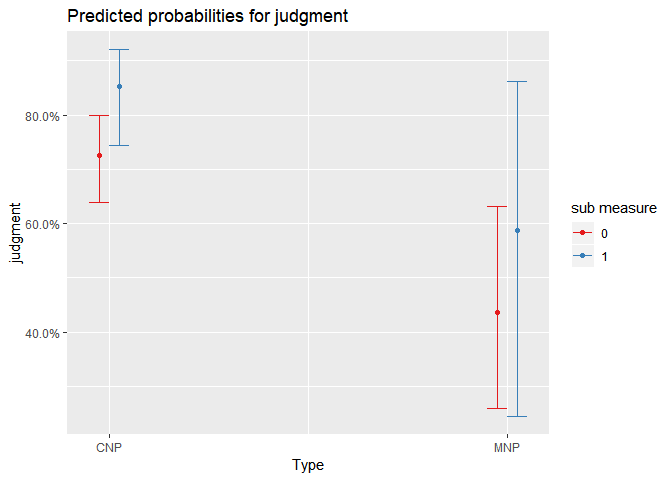 Predicted probabilities for judgment
80.0%
60.0%
40.0%
judgment
CNP
MNP
Type
sub measure
0
1